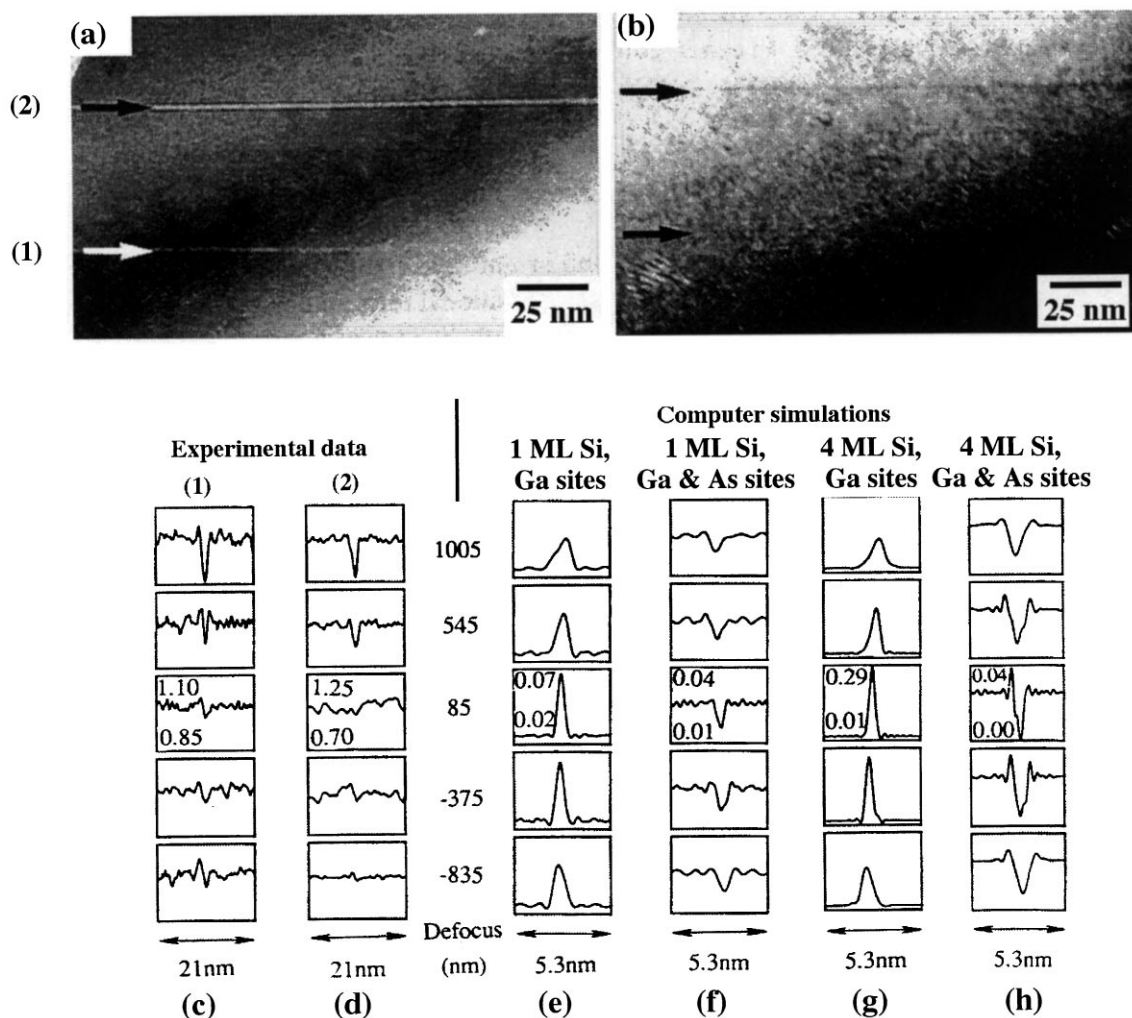 (a)
(b)
(2)
(1)
25 nm
25 nm
Computer simulations
Experimental data
1 ML Si, 1 ML Si, 4 ML Si, 4 ML Si,
(1) (2) Ga sites Ga & As sites Ga sites Ga & As sites
1005
545
1.10 1.25 85 0.07 0.04 0.29 0.04
0.85 0.70 0.02 0.01 0.01 0.00
-375
-835
Defocus
21nm 21nm (nm) 5.3nm 5.3nm 5.3nm 5.3nm
(c) (d) (e) (f) (g) (h)